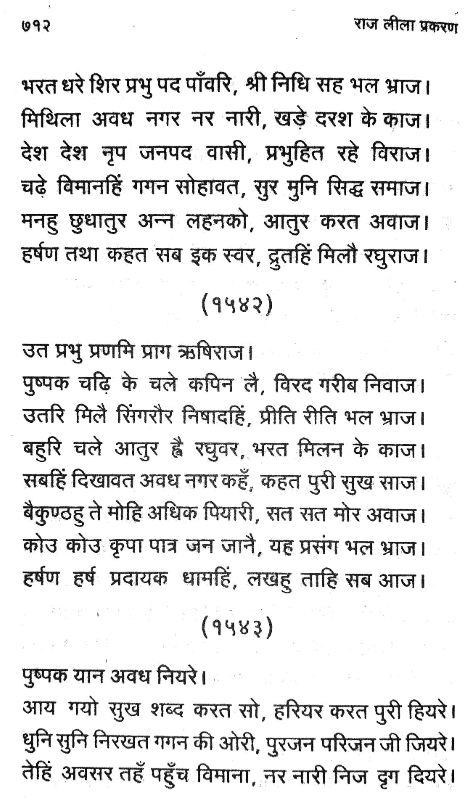 ७१२ राज लीला प्रकरण
भरत धरे शिर प्रभु पद पाँवरि, श्री निधि सह भल भ्राज।
मिथिला अवध नगर नर नारी, खड़े दरश के काज।
देश देश नृप जनपद वासी, प्रभुहित रहे विराज।
चढ़े विमानहिं गगन सोहावत, सुर मुनि सिद्ध समाज।
मनहु छुधातुर अन्न लहनको, आतुर करत अवाज।
हर्षण तथा कहत सब इक स्वर, द्रुतहिं मिलौ रघुराज।
(१५४२)
उत प्रभु प्रणमि प्राग ऋषिराज।
पुष्पक चढ़ि के चले कपिन लै, विरद गरीब निवाज।
उतरि मिलै सिंगरौर निषादहिं, प्रीति रीति भल भ्राज।
बहुरि चले आतुर ह्वै रघुवर, भरत मिलन के काज।
सबहिं दिखावत अवध नगर कहँ, कहत पुरी सुख साज।
बैकुण्ठहु ते मोहि अधिक पियारी, सत सत मोर अवाज।
कोउ कोउ कृपा पात्र जन जानै, यह प्रसंग भल भ्राज।
हर्षण हर्ष प्रदायक धामहिं, लखहु ताहि सब आज।
(१५४३)
पुष्पक यान अवध नियरे।
आय गयो सुख शब्द करत सो, हरियर करत पुरी हियरे।
धुनि सुनि निरखत गगन की ओरी, पुरजन परिजन जी जियरे।
तेहिं अवसर तहँ पहुँच विमाना, नर नारी निज दृग दियरे।